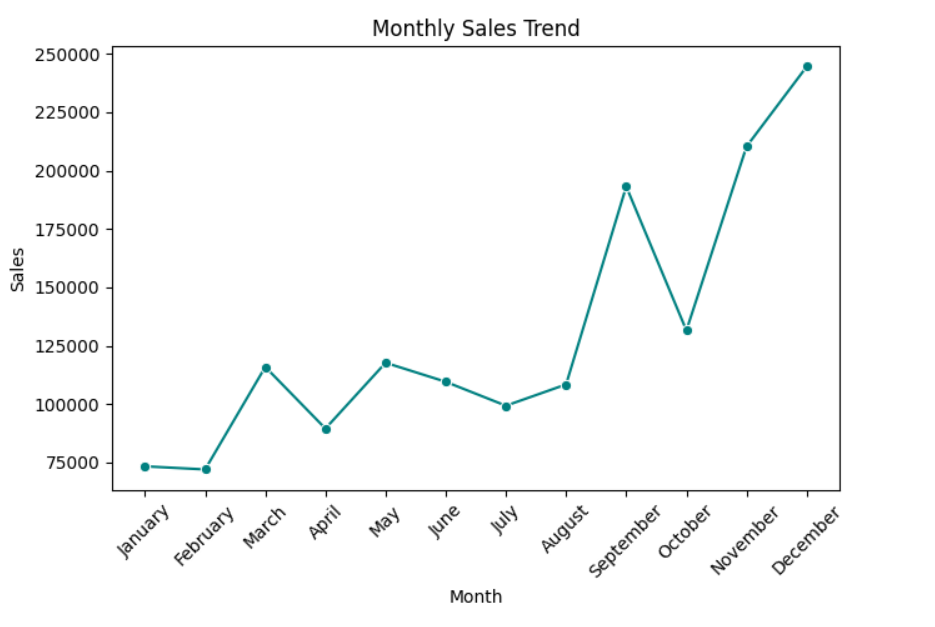 Monthly Sales Trend
250000
225000
200000
175000
150000
125000
100000
75000
Sales
January
February
March
April
May
June
July
August
September
October
November
December
Month